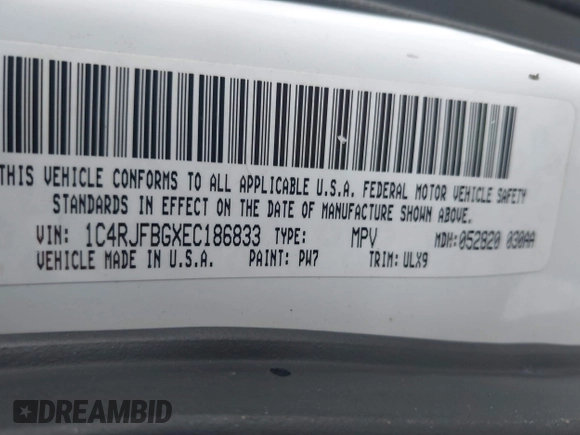 THIS VEHICLE CONFORMS TO ALL APPLICABLE U.S.A. FEDERAL MOTOR VEHICLE SAFETY
STANDARDS IN EFFECT ON THE DATE OF MANUFACTURE SHOWN ABOVE.
VIN: 1C4RJFBGXEC186833 TYPE: MPV MDH: 052820 030AA
VEHICLE MADE IN U.S.A. PAINT: PW7 TRIM: ULX9
DREAMBID